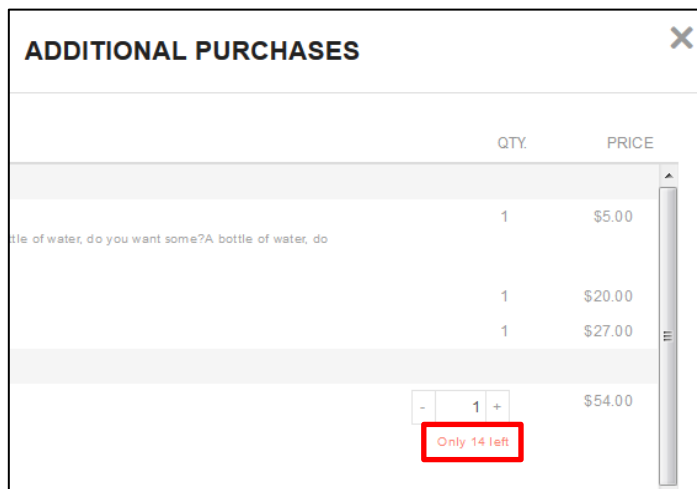 ADDITIONAL PURCHASES
QTY. PRICE
1 $5.00
of water, do you want some?A bottle of water, do
1 $20.00
1 $27.00
- 1 + $54.00
Only 14 left